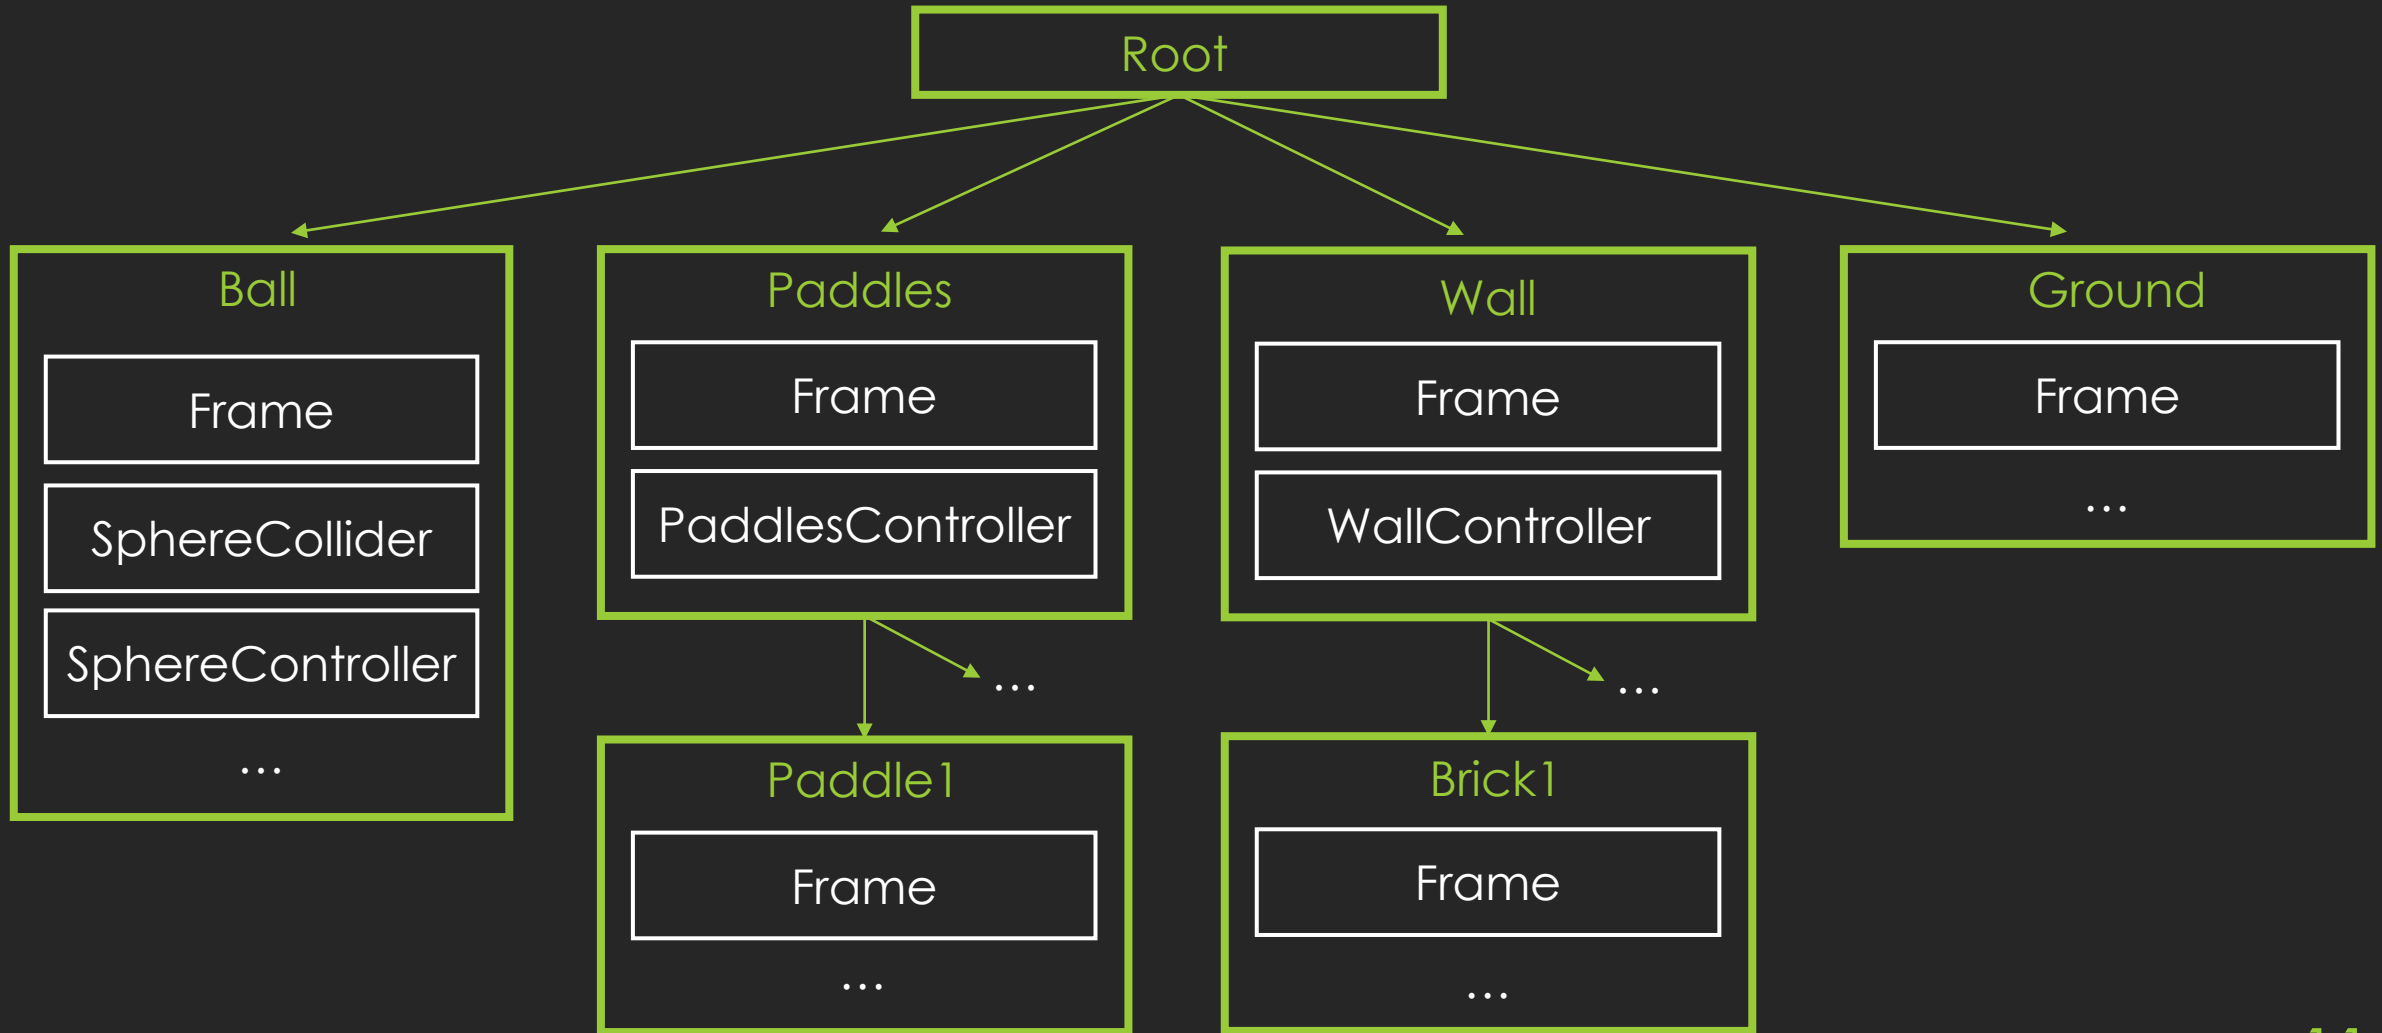 Root
Ball
Frame
SphereCollider
SphereController
...
Paddles
Frame
PaddlesController
...
Paddle1
Frame
...
Wall
Frame
WallController
...
Brick1
Frame
...
Ground
Frame
...